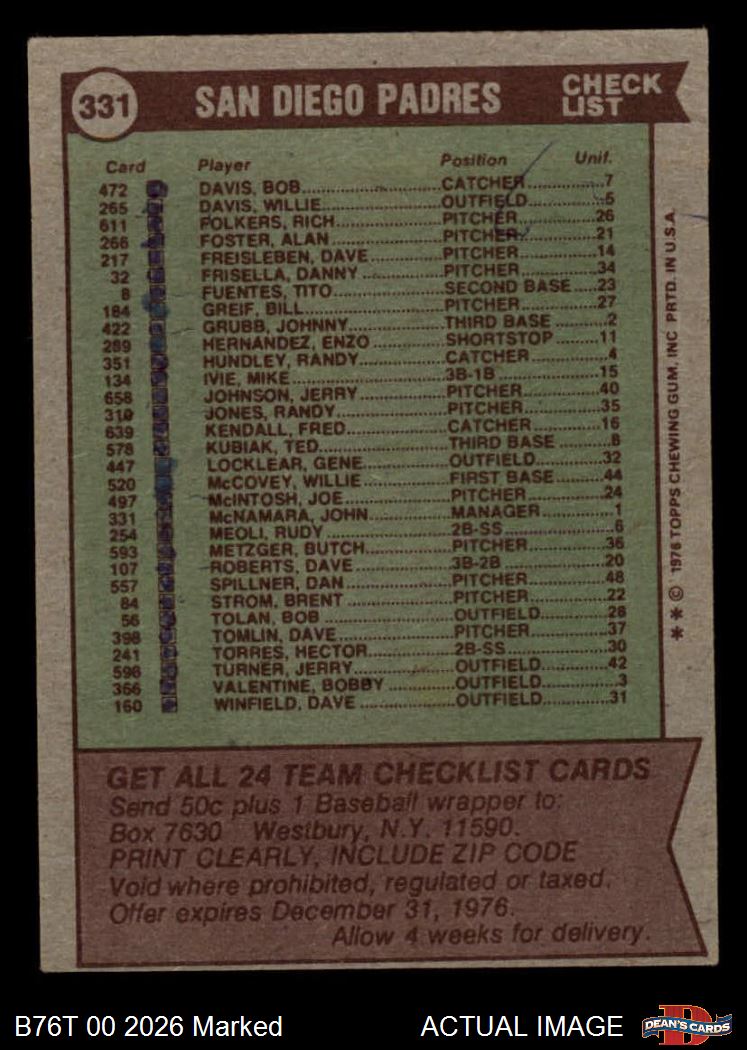 331 SAN DIEGO PADRES CHECK LIST
Card Player Position Unif.
472 DAVIS, BOB CATCHER 7
265 DAVIS, WILLIE OUTFIELD 5
611 FOLKERS, RICH PITCHER 26
266 FOSTER, ALAN PITCHER 21
217 FREISLEBEN, DAVE PITCHER 14
32 FRISELLA, DANNY PITCHER 34
8 FUENTES, TITO SECOND BASE 23
184 GREIF, BILL PITCHER 27
422 GRUBB, JOHNNY THIRD BASE 2
289 HERNANDEZ, ENZO SHORTSTOP 11
351 HUNDLEY, RANDY CATCHER 4
134 IVIE, MIKE 3B-1B 15
658 JOHNSON, JERRY PITCHER 40
310 JONES, RANDY PITCHER 35
639 KENDALL, FRED CATCHER 16
578 KUBIAK, TED THIRD BASE 8
447 LOCKLEAR, GENE OUTFIELD 32
520 McCOVEY, WILLIE FIRST BASE 44
497 McINTOSH, JOE PITCHER 24
331 McNAMARA, JOHN MANAGER 1
254 MEOLI, RUDY 2B-SS 6
593 METZGER, BUTCH PITCHER 36
107 ROBERTS, DAVE 3B-2B 20
557 SPILLNER, DAN PITCHER 48
84 STROM, BRENT PITCHER 22
56 TOLAN, BOB OUTFIELD 28
398 TOMLIN, DAVE PITCHER 37
241 TORRES, HECTOR 2B-SS 30
598 TURNER, JERRY OUTFIELD 42
366 VALENTINE, BOBBY OUTFIELD 3
160 WINFIELD, DAVE OUTFIELD 31
** © 1976 TOPPS CHEWING GUM, INC PRTD. IN U.S.A.
GET ALL 24 TEAM CHECKLIST CARDS
Send 50c plus 1 Baseball wrapper to:
Box 7630 Westbury, N.Y. 11590.
PRINT CLEARLY, INCLUDE ZIP CODE
Void where prohibited, regulated or taxed.
Offer expires December 31, 1976.
Allow 4 weeks for delivery.
B76T 00 2026 Marked ACTUAL IMAGE DEAN'S CARDS